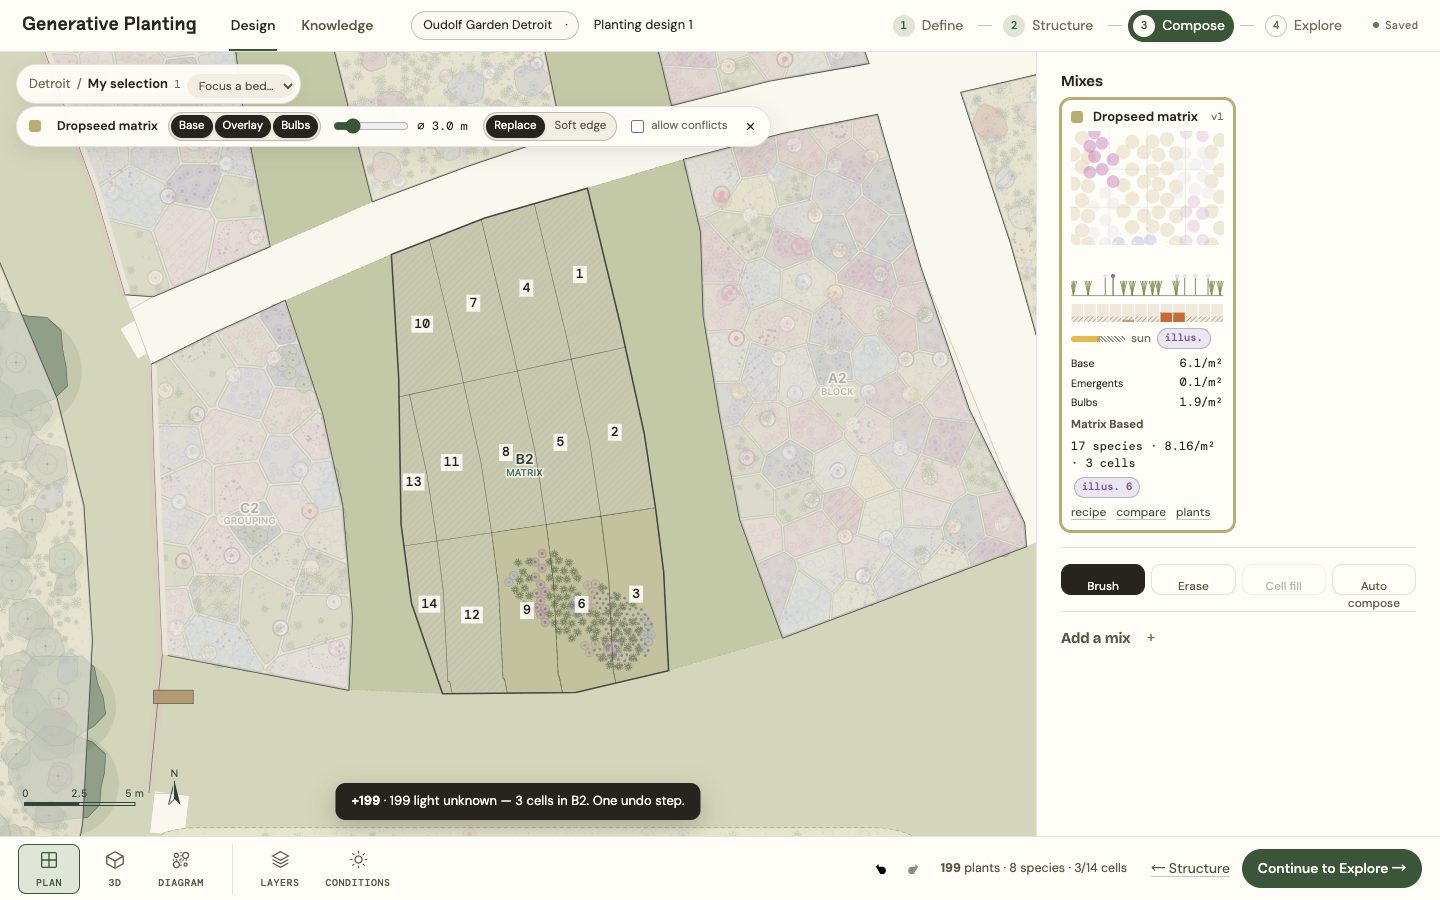 Generative Planting
Design
Knowledge
Oudolf Garden Detroit ·
Planting design 1
1 Define
2 Structure
3 Compose
4 Explore
Saved
Detroit / My selection 1 Focus a bed...
Dropseed matrix
Base
Overlay
Bulbs
⌀ 3.0 m
Replace
Soft edge
allow conflicts
×
1
4
7
10
2
5
8
11
13
B2
MATRIX
3
6
9
12
14
A2
BLOCK
C2
GROUPING
N
0 2.5 5 m
+199 · 199 light unknown — 3 cells in B2. One undo step.
Mixes
Dropseed matrix v1
sun illus.
Base 6.1/m²
Emergents 0.1/m²
Bulbs 1.9/m²
Matrix Based
17 species · 8.16/m²
· 3 cells
illus. 6
recipe compare plants
Brush
Erase
Cell fill
Auto
compose
Add a mix +
PLAN
3D
DIAGRAM
LAYERS
CONDITIONS
199 plants · 8 species · 3/14 cells
← Structure
Continue to Explore →